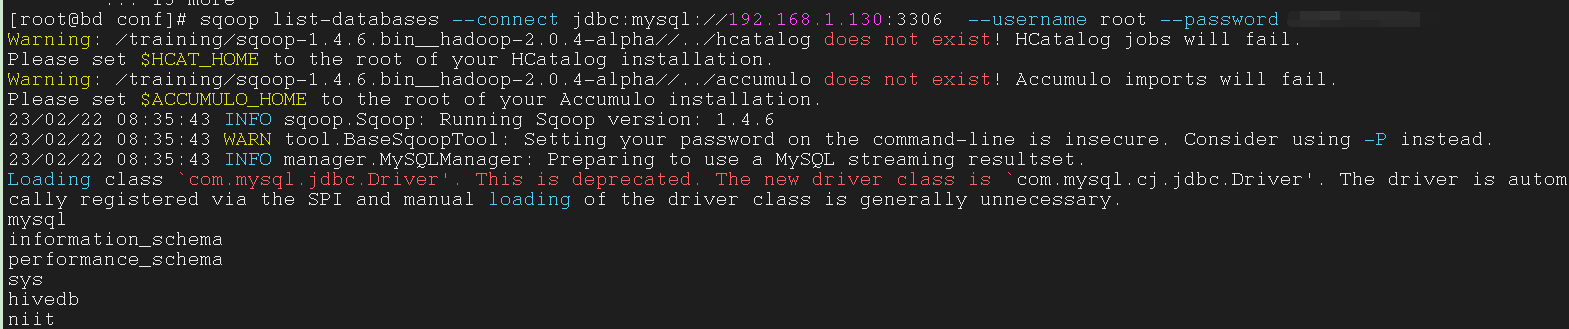 ... 15 more
[root@bd conf]# sqoop list-databases --connect jdbc:mysql://192.168.1.130:3306  --username root --password
Warning: /training/sqoop-1.4.6.bin__hadoop-2.0.4-alpha//../hcatalog does not exist! HCatalog jobs will fail.
Please set $HCAT_HOME to the root of your HCatalog installation.
Warning: /training/sqoop-1.4.6.bin__hadoop-2.0.4-alpha//../accumulo does not exist! Accumulo imports will fail.
Please set $ACCUMULO_HOME to the root of your Accumulo installation.
23/02/22 08:35:43 INFO sqoop.Sqoop: Running Sqoop version: 1.4.6
23/02/22 08:35:43 WARN tool.BaseSqoopTool: Setting your password on the command-line is insecure. Consider using -P instead.
23/02/22 08:35:43 INFO manager.MySQLManager: Preparing to use a MySQL streaming resultset.
Loading class `com.mysql.jdbc.Driver'. This is deprecated. The new driver class is `com.mysql.cj.jdbc.Driver'. The driver is autom
cally registered via the SPI and manual loading of the driver class is generally unnecessary.
mysql
information_schema
performance_schema
sys
hivedb
niit